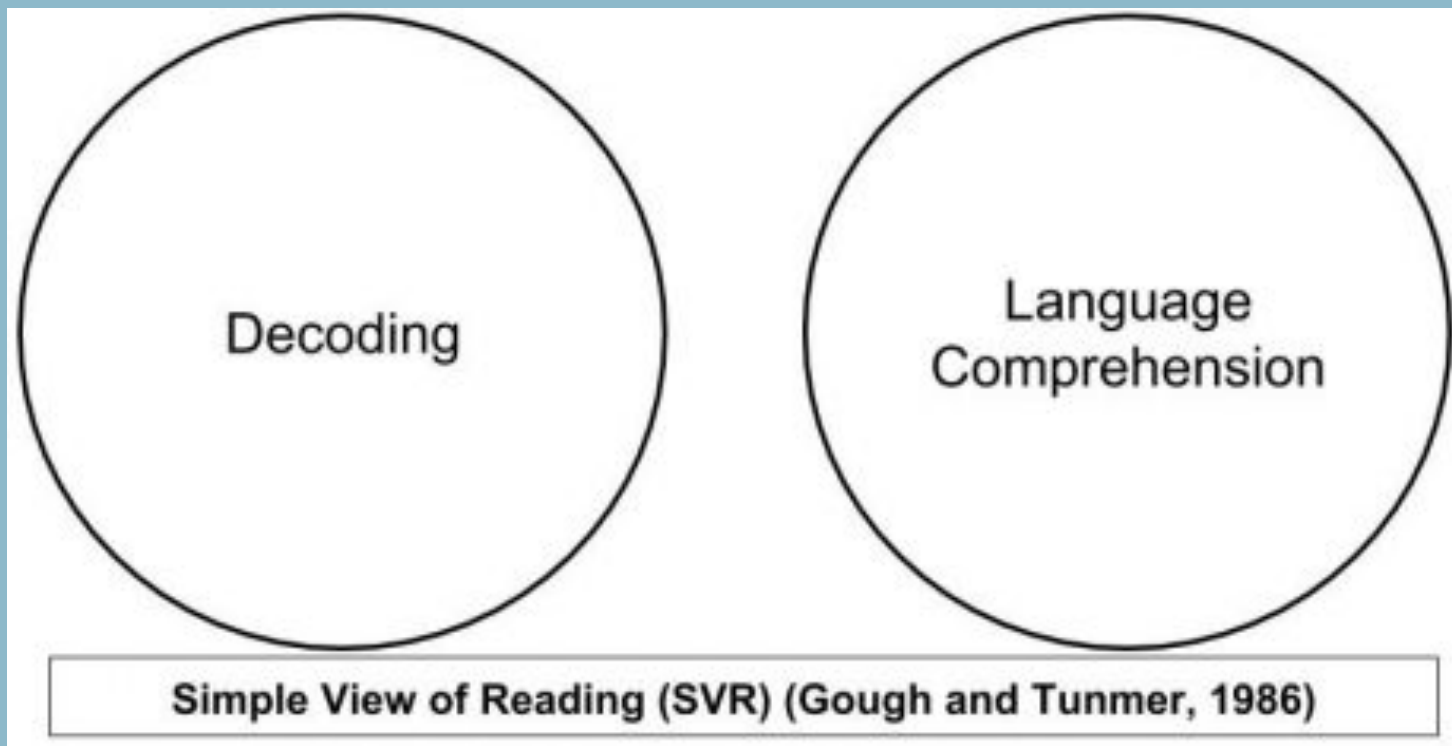 Decoding
Language
Comprehension
Simple View of Reading (SVR) (Gough and Tunmer, 1986)